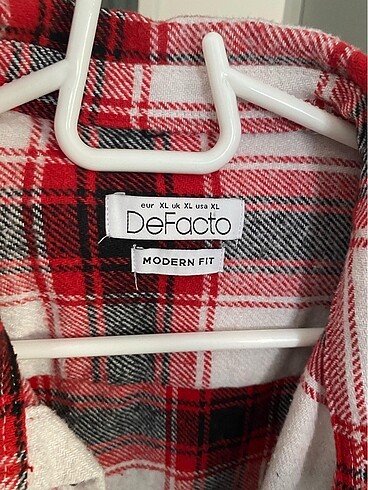 eur XL uk XL usa XL
DeFacto
MODERN FIT